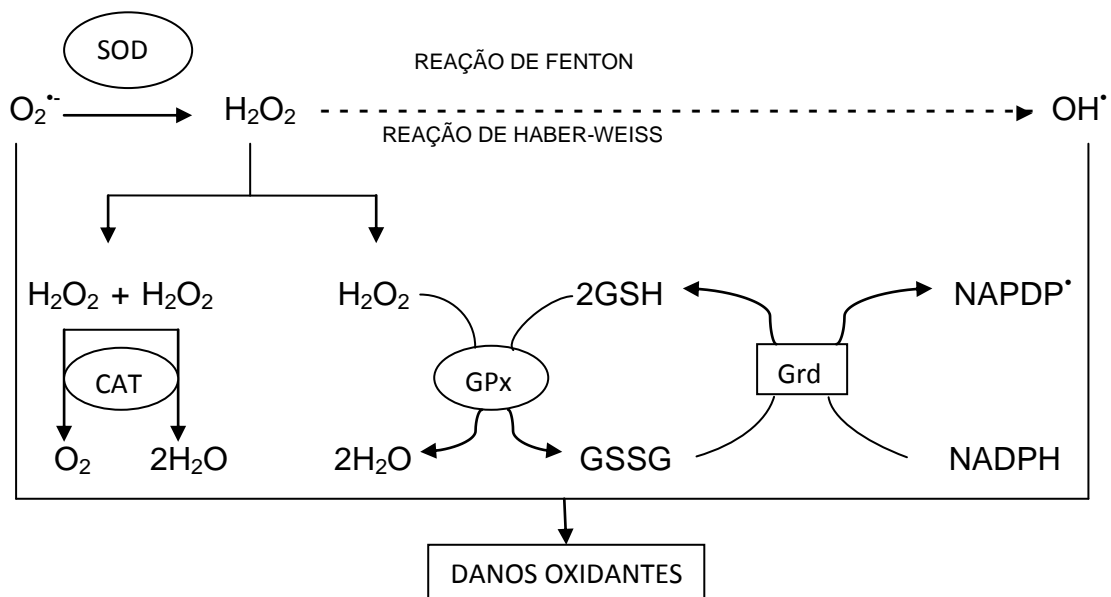 SOD
REAÇÃO DE FENTON
O₂•- H₂O₂ OH•
REAÇÃO DE HABER-WEISS
H₂O₂ + H₂O₂ H₂O₂ 2GSH NAPDP•
CAT GPx Grd
O₂ 2H₂O 2H₂O GSSG NADPH
DANOS OXIDANTES